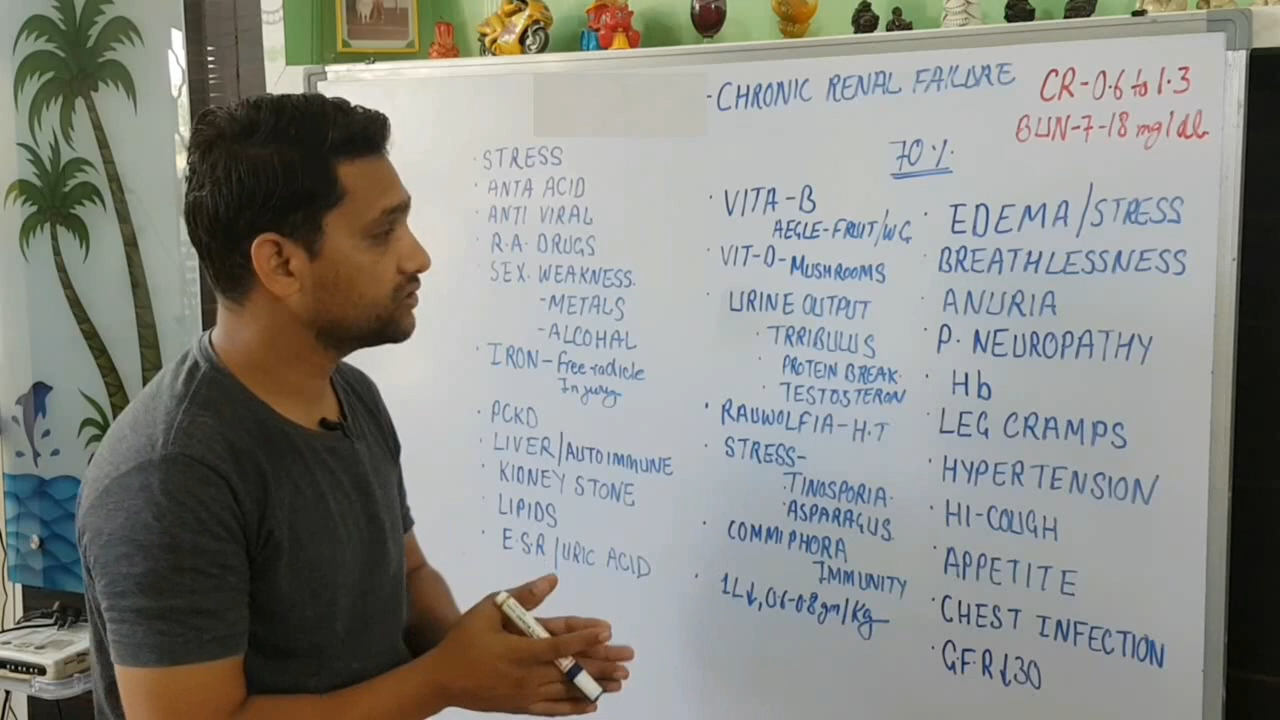 · CHRONIC RENAL FAILURE
CR-0.6 to 1.3
BUN-7-18 mg/dl
70%
· STRESS
· ANTA ACID
· ANTI VIRAL
· R.A. DRUGS
· SEX. WEAKNESS.
-METALS
-ALCOHAL
· IRON-free-radicle
Injury
· PCKD
· LIVER/AUTOIMMUNE
· KIDNEY STONE
· LIPIDS
· E.S.R/URIC ACID
· VITA-B
AEGLE-FRUIT/WG
· VIT-D-MUSHROOMS
· URINE OUTPUT
· TRRIBULUS
· PROTEIN BREAK.
· TESTOSTERON
· RAUWOLFIA-H.T
· STRESS-
· TINOSPORIA.
· ASPARAGUS.
· COMMIPHORA
IMMUNITY
· 1L↓, 0.6-0.8gm/Kg
· EDEMA/STRESS
· BREATHLESSNESS
· ANURIA
· P. NEUROPATHY
· Hb
· LEG CRAMPS
· HYPERTENSION
· HI-COUGH
· APPETITE
· CHEST INFECTION
· G.F.R↓30